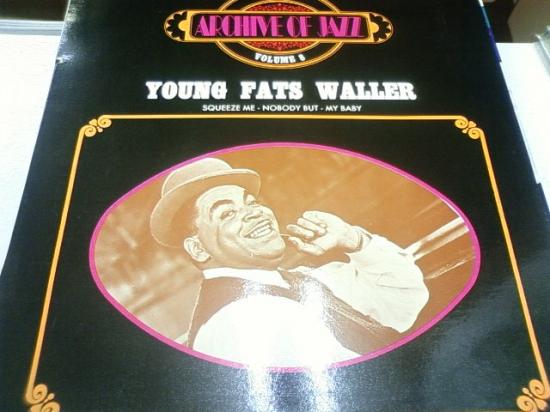 ARCHIVE OF JAZZ
VOLUME 8
YOUNG FATS WALLER
SQUEEZE ME - NOBODY BUT - MY BABY